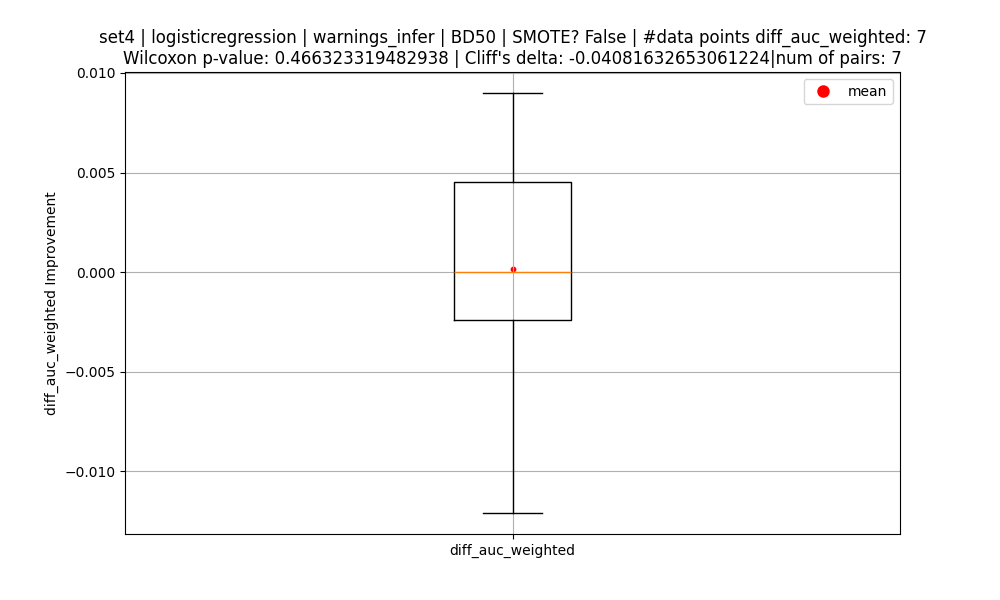 set4 | logisticregression | warnings_infer | BD50 | SMOTE? False | #data points diff_auc_weighted: 7
Wilcoxon p-value: 0.466323319482938 | Cliff's delta: -0.04081632653061224|num of pairs: 7
mean
0.010
0.005
0.000
−0.005
−0.010
diff_auc_weighted Improvement
diff_auc_weighted